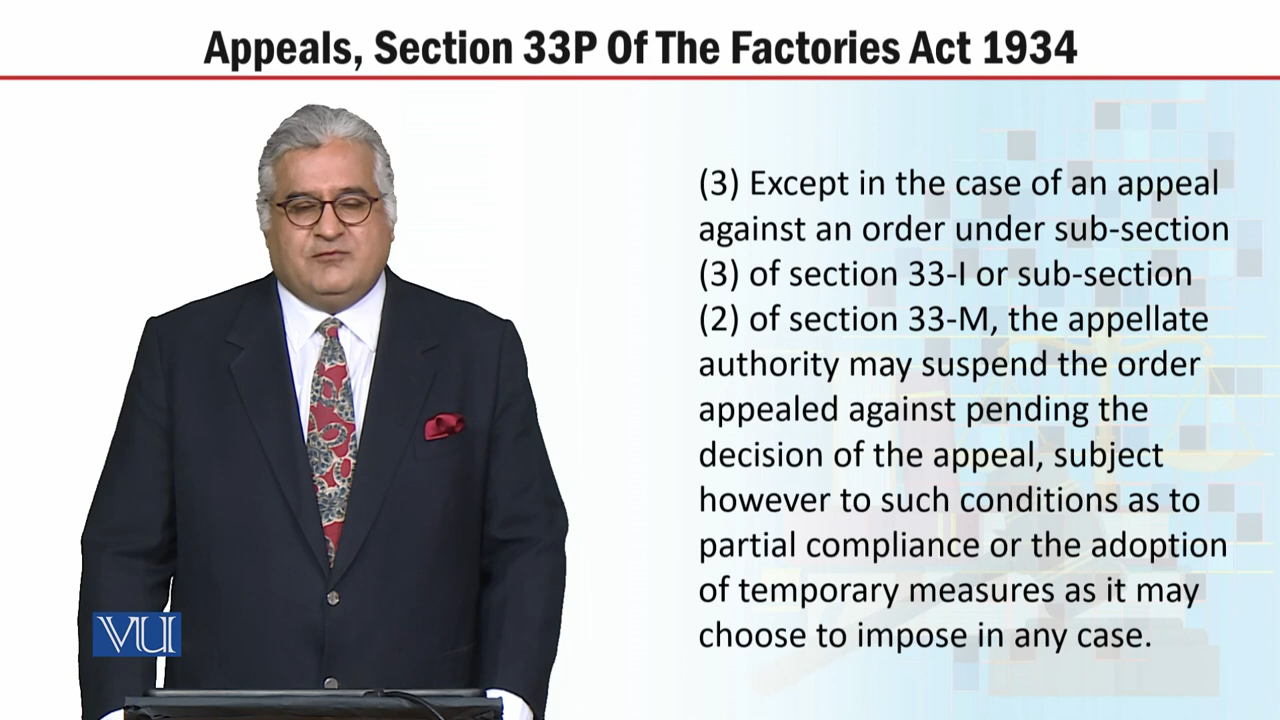 Appeals, Section 33P Of The Factories Act 1934
(3) Except in the case of an appeal
against an order under sub-section
(3) of section 33-I or sub-section
(2) of section 33-M, the appellate
authority may suspend the order
appealed against pending the
decision of the appeal, subject
however to such conditions as to
partial compliance or the adoption
of temporary measures as it may
choose to impose in any case.
VU